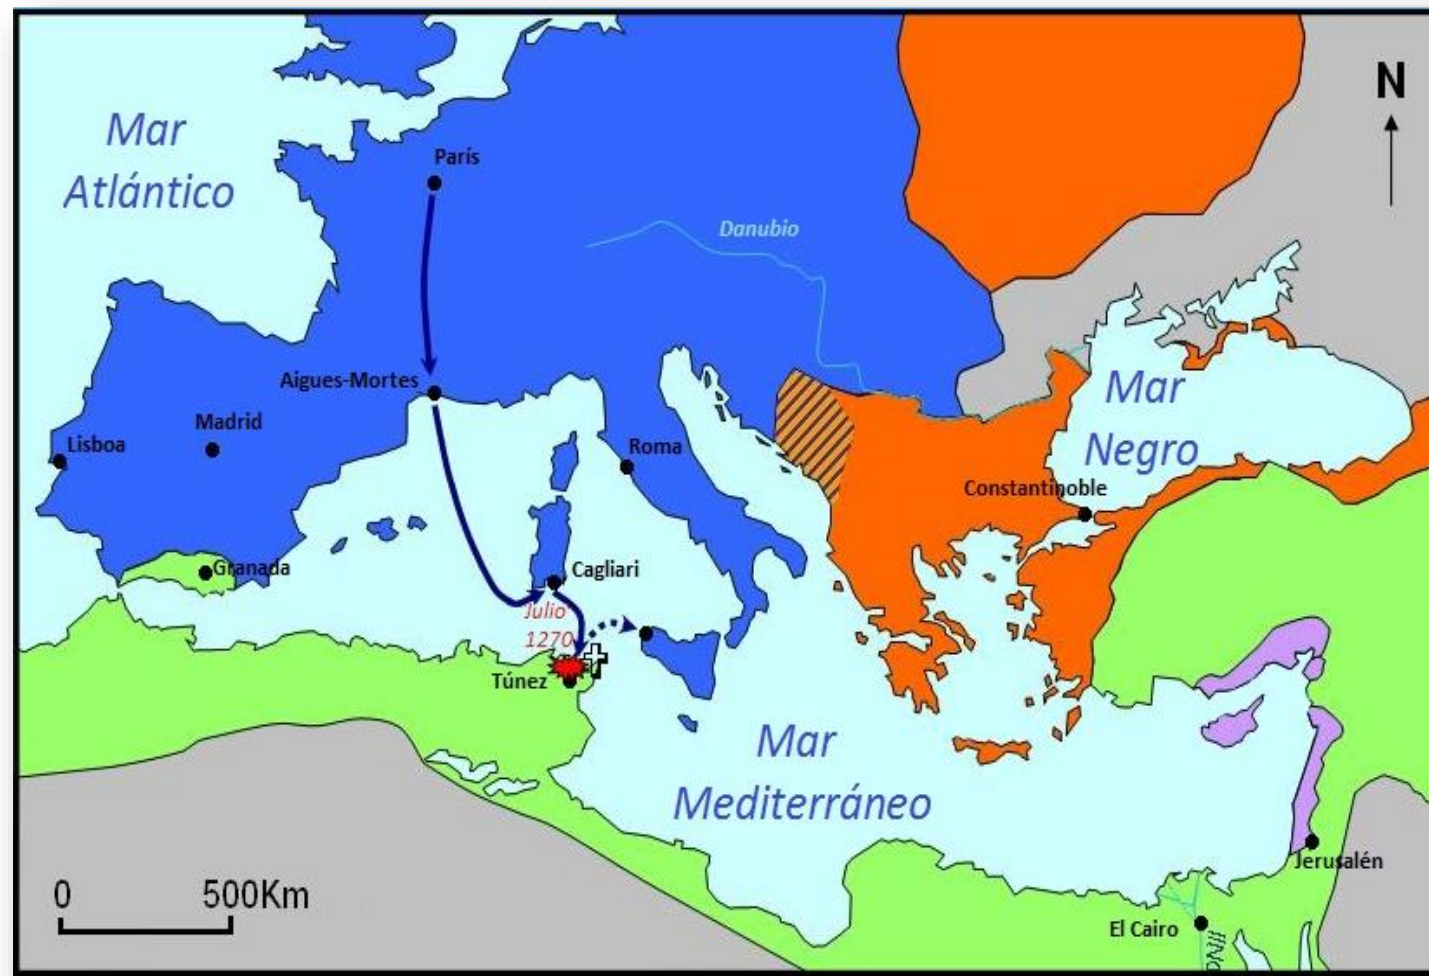 N
Mar
Atlántico
París
Danubio
Aigues-Mortes
Madrid
Lisboa
Roma
Mar
Negro
Constantinoble
Granada
Cagliari
Julio
1270
Túnez
Mar
Mediterráneo
Jerusalén
0 500Km
El Cairo